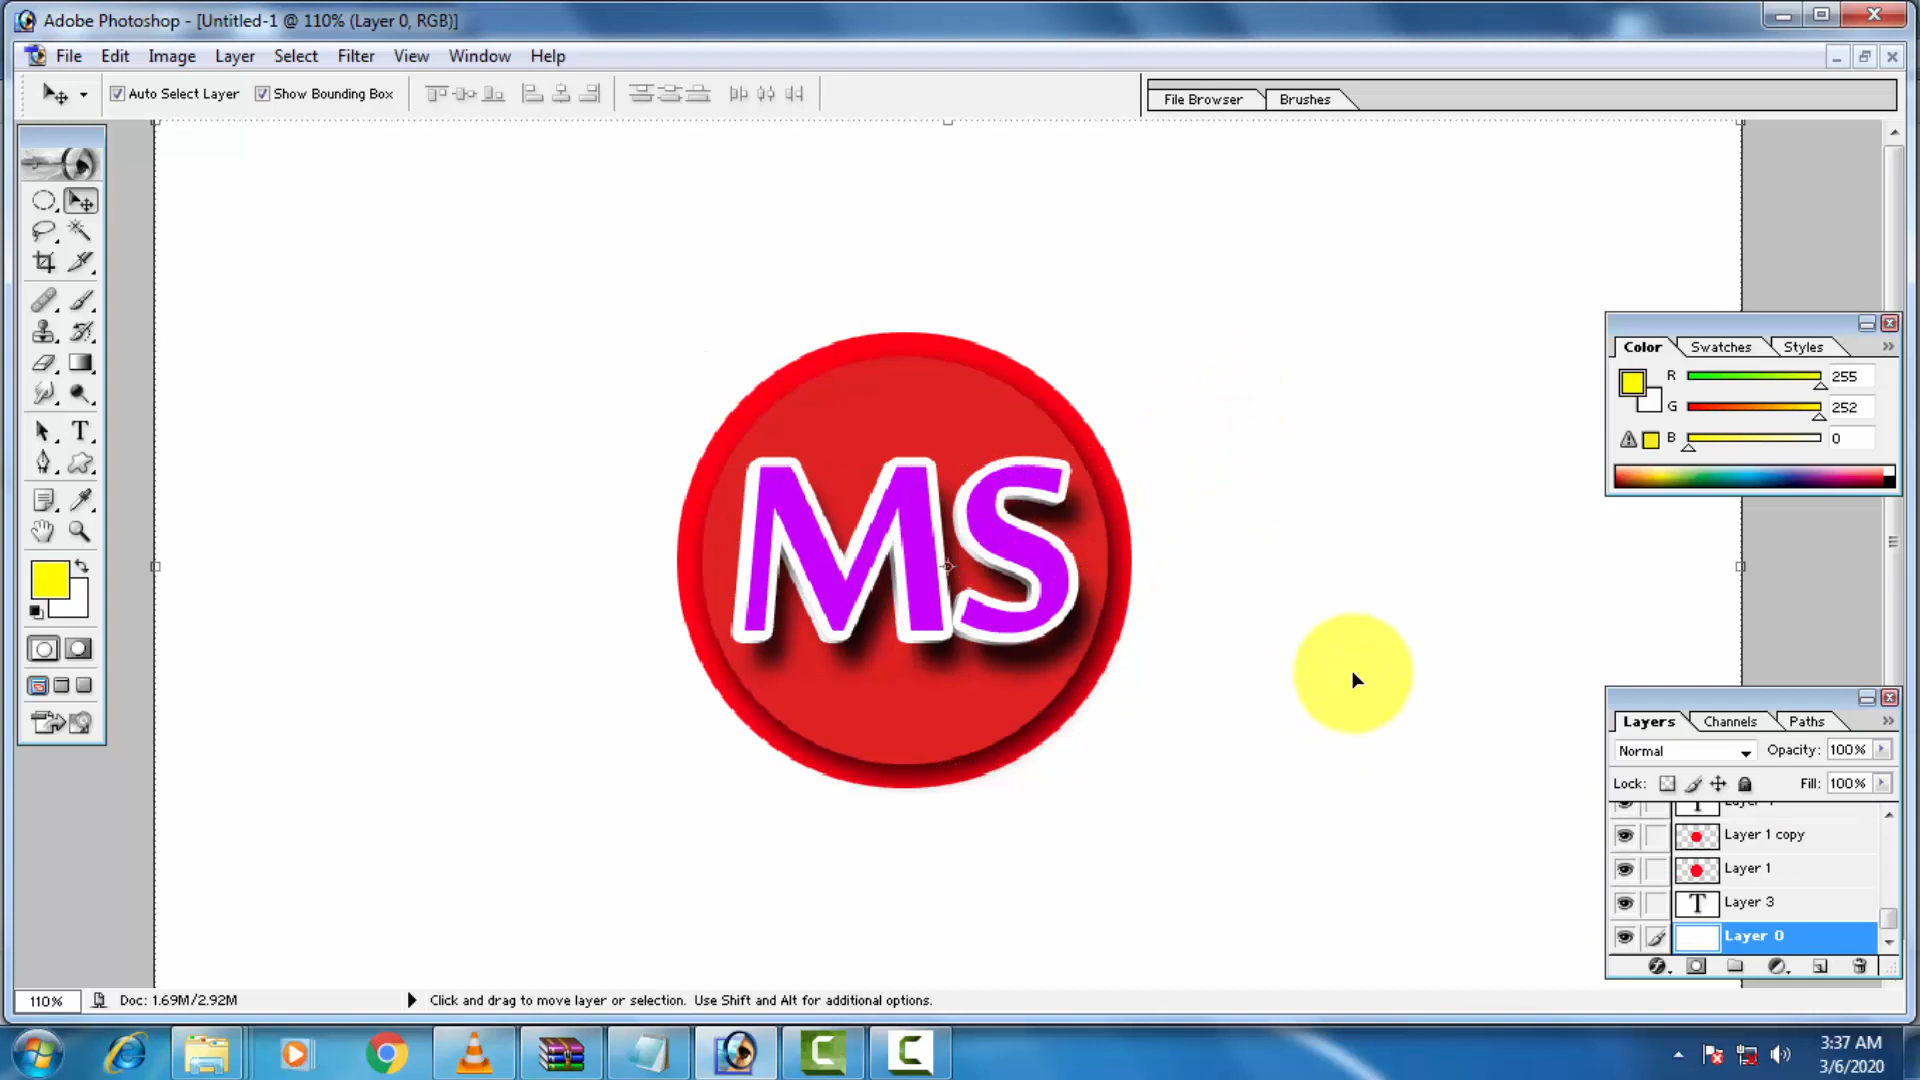 Adobe Photoshop - [Untitled-1 @ 110% (Layer 0, RGB)]
File Edit Image Layer Select Filter View Window Help
Auto Select Layer Show Bounding Box
File Browser Brushes
MS
Color Swatches Styles
R 255
G 252
B 0
Layers Channels Paths
Normal Opacity: 100%
Lock: Fill: 100%
Layer 1 copy
Layer 1
T Layer 3
Layer 0
110% Doc: 1.69M/2.92M Click and drag to move layer or selection. Use Shift and Alt for additional options.
3:37 AM
3/6/2020